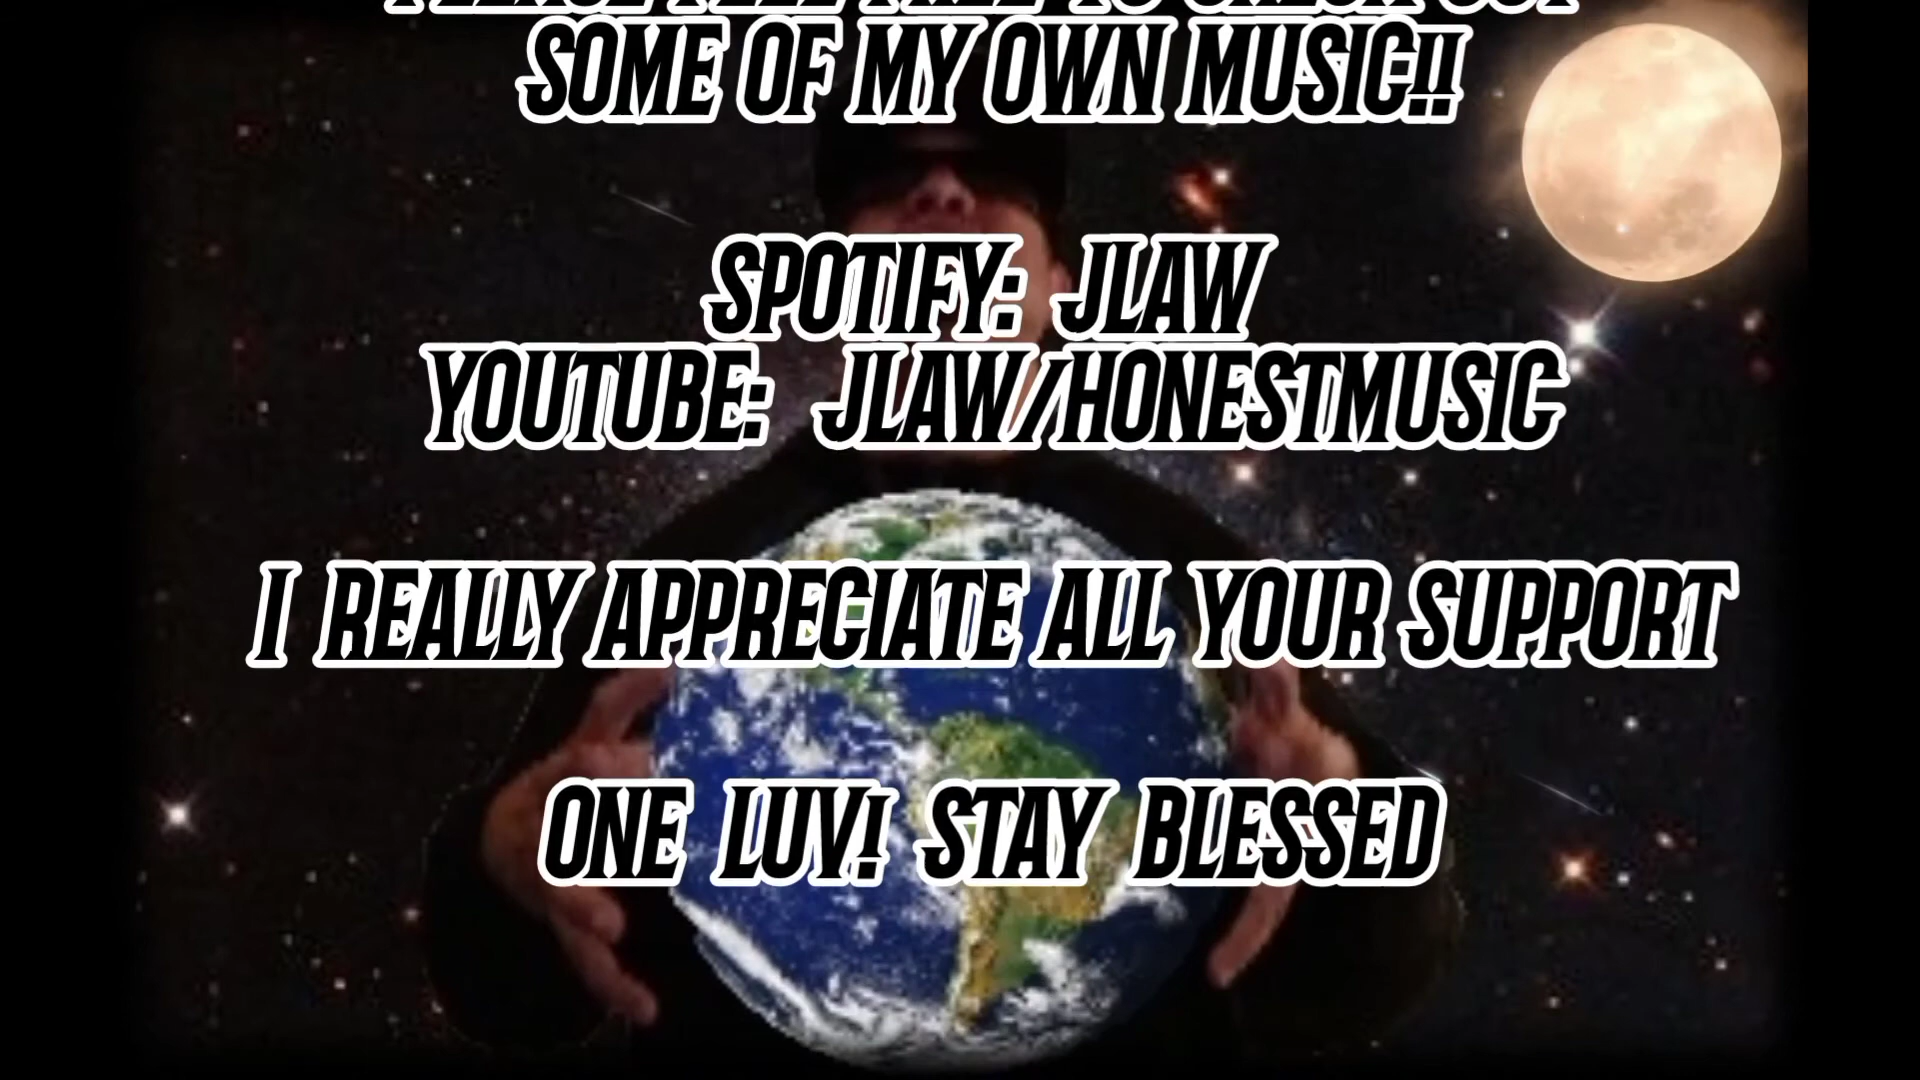 SOME OF MY OWN MUSIC!!
SPOTIFY: JLAW
YOUTUBE: JLAW/HONESTMUSIC
I REALLY APPRECIATE ALL YOUR SUPPORT
ONE LUV! STAY BLESSED